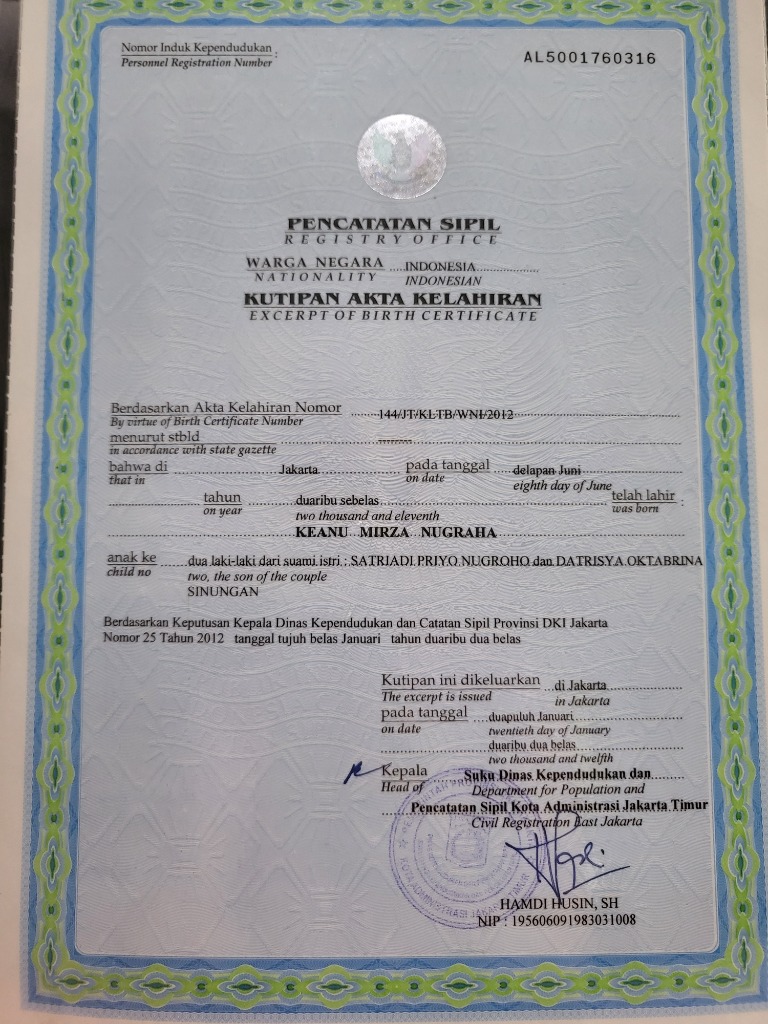 Nomor Induk Kependudukan :
Personnel Registration Number
AL5001760316
PENCATATAN SIPIL
REGISTRY OFFICE
WARGA NEGARA INDONESIA
NATIONALITY INDONESIAN
KUTIPAN AKTA KELAHIRAN
EXCERPT OF BIRTH CERTIFICATE
Berdasarkan Akta Kelahiran Nomor 144/JT/KLTB/WNI/2012
By virtue of Birth Certificate Number
menurut stbld -------
in accordance with state gazette
bahwa di Jakarta pada tanggal delapan Juni
that in on date eighth day of June
tahun duaribu sebelas telah lahir :
on year two thousand and eleventh was born
KEANU MIRZA NUGRAHA
anak ke dua laki-laki dari suami istri : SATRIADI PRIYO NUGROHO dan DATRISYA OKTABRINA
child no two, the son of the couple
SINUNGAN
Berdasarkan Keputusan Kepala Dinas Kependudukan dan Catatan Sipil Provinsi DKI Jakarta
Nomor 25 Tahun 2012 tanggal tujuh belas Januari tahun duaribu dua belas
Kutipan ini dikeluarkan di Jakarta
The excerpt is issued in Jakarta
pada tanggal duapuluh Januari
on date twentieth day of January
duaribu dua belas
two thousand and twelfth
Kepala Suku Dinas Kependudukan dan
Head of Department for Population and
Pencatatan Sipil Kota Administrasi Jakarta Timur
Civil Registration East Jakarta
KOTA ADMINISTRASI JAKARTA TIMUR
HAMDI HUSIN, SH
NIP : 195606091983031008